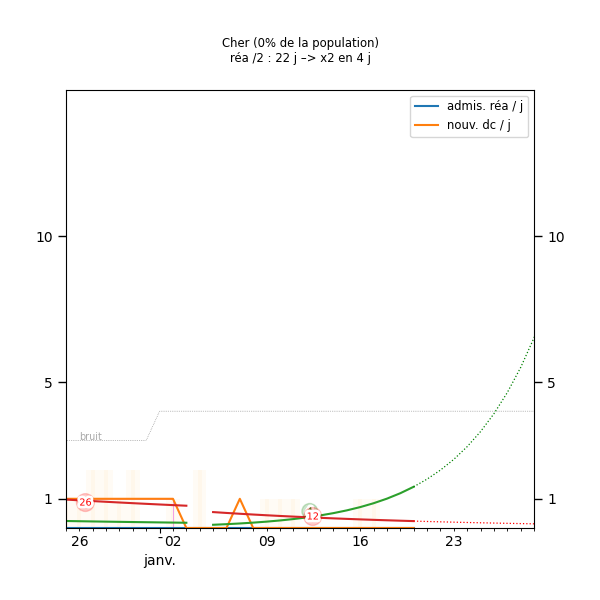 Cher (0% de la population)
réa /2 : 22 j –> x2 en 4 j
admis. réa / j
nouv. dc / j
10
10
5
5
bruit
1
1
26
12
26
02
09
16
23
janv.